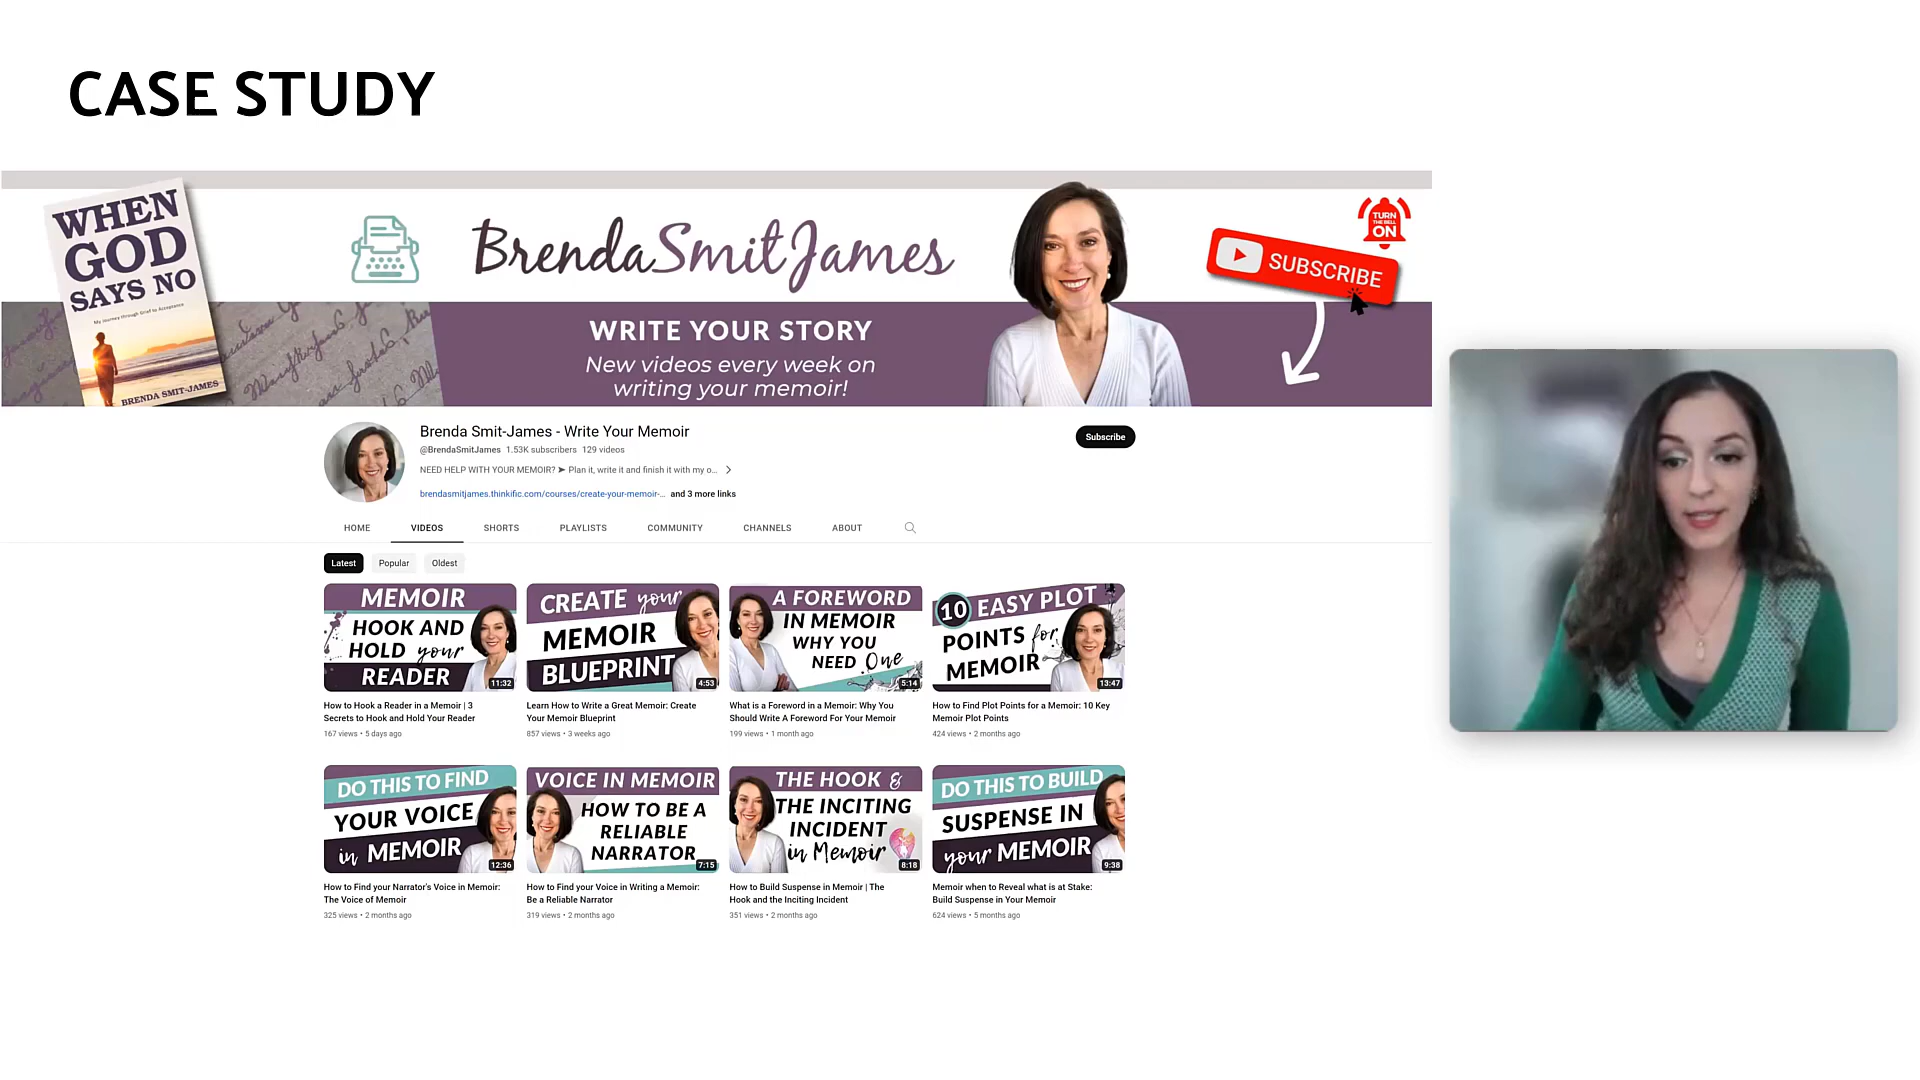 CASE STUDY
WHEN
GOD
SAYS NO
My Journey through Grief to Acceptance
BRENDA SMIT-JAMES
BrendaSmitJames
WRITE YOUR STORY
New videos every week on
writing your memoir!
TURN
THE BELL
ON
SUBSCRIBE
Brenda Smit-James - Write Your Memoir
@BrendaSmitJames 1.53K subscribers 129 videos
NEED HELP WITH YOUR MEMOIR? ➤ Plan it, write it and finish it with my o...
brendasmitjames.thinkific.com/courses/create-your-memoir-... and 3 more links
Subscribe
HOME VIDEOS SHORTS PLAYLISTS COMMUNITY CHANNELS ABOUT
Latest Popular Oldest
MEMOIR
HOOK AND
HOLD your
READER
11:32
How to Hook a Reader in a Memoir | 3
Secrets to Hook and Hold Your Reader
167 views • 5 days ago
CREATE your
MEMOIR
BLUEPRINT
4:53
Learn How to Write a Great Memoir: Create
Your Memoir Blueprint
857 views • 3 weeks ago
A FOREWORD
IN MEMOIR
WHY YOU
NEED One
5:14
What is a Foreword in a Memoir: Why You
Should Write A Foreword For Your Memoir
199 views • 1 month ago
10 EASY PLOT
POINTS for
MEMOIR
13:47
How to Find Plot Points for a Memoir: 10 Key
Memoir Plot Points
424 views • 2 months ago
DO THIS TO FIND
YOUR VOICE
in MEMOIR
12:36
How to Find your Narrator's Voice in Memoir:
The Voice of Memoir
325 views • 2 months ago
VOICE IN MEMOIR
HOW TO BE A
RELIABLE
NARRATOR
7:15
How to Find your Voice in Writing a Memoir:
Be a Reliable Narrator
319 views • 2 months ago
THE HOOK &
THE INCITING
INCIDENT
in Memoir
8:18
How to Build Suspense in Memoir | The
Hook and the Inciting Incident
351 views • 2 months ago
DO THIS TO BUILD
SUSPENSE IN
your MEMOIR
9:38
Memoir when to Reveal what is at Stake:
Build Suspense in Your Memoir
624 views • 5 months ago